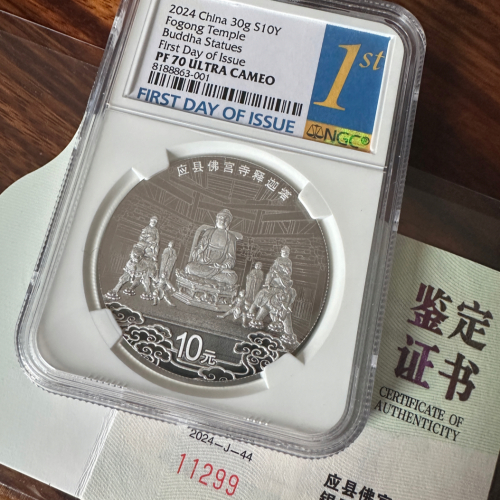 2024 China 30g S10Y
Fogong Temple
Buddha Statues
First Day of Issue
PF 70 ULTRA CAMEO
8188863-001
FIRST DAY OF ISSUE
1st
NGC
应县佛宫寺释迦塔
10元
鉴定
证书
CERTIFICATE OF
AUTHENTICITY
2024-J-44
11299
应县佛宫